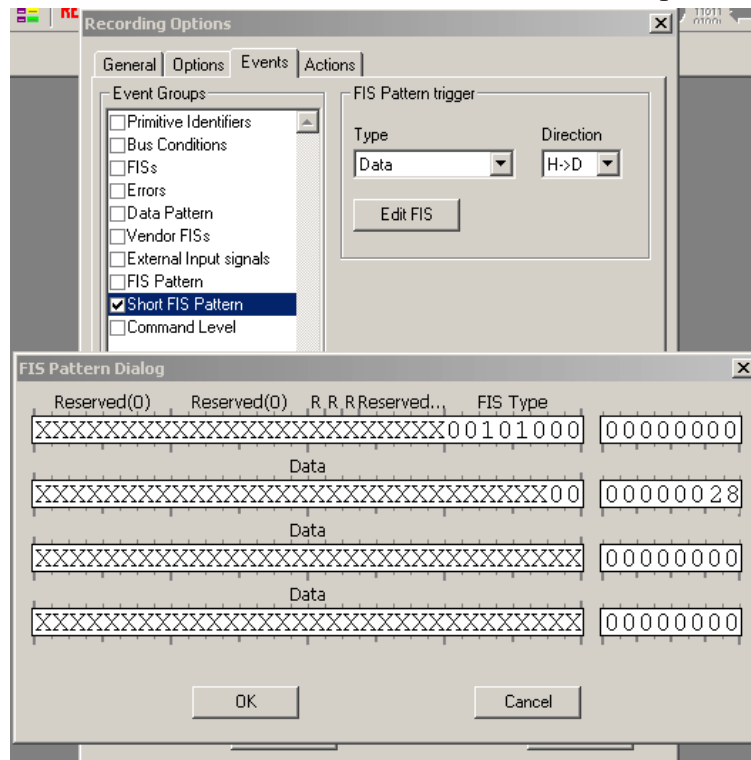 RE
11011
01001
Recording Options
General
Options
Events
Actions
Event Groups
Primitive Identifiers
Bus Conditions
FISs
Errors
Data Pattern
Vendor FISs
External Input signals
FIS Pattern
Short FIS Pattern
Command Level
FIS Pattern trigger
Type
Direction
Data
H->D
Edit FIS
FIS Pattern Dialog
Reserved(0) Reserved(0) R R R Reserved... FIS Type
XXXXXXXXXXXXXXXXXXXXXXXX00101000 00000000
Data
XXXXXXXXXXXXXXXXXXXXXXXXXXXXXX00 00000028
Data
XXXXXXXXXXXXXXXXXXXXXXXXXXXXXXXX 00000000
Data
XXXXXXXXXXXXXXXXXXXXXXXXXXXXXXXX 00000000
OK
Cancel